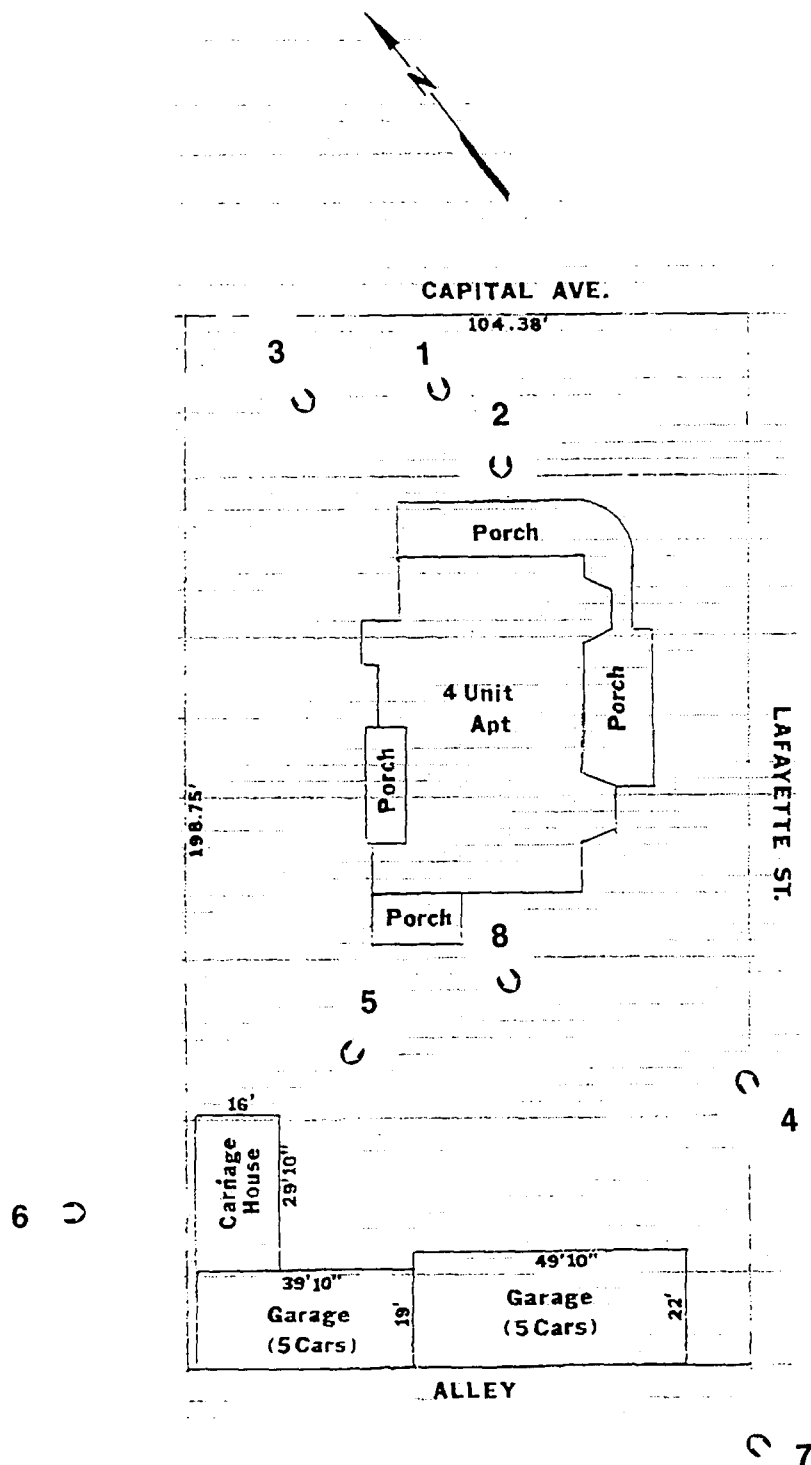 N
CAPITAL AVE.
104.38'
3
1
2
Porch
4 Unit
Apt
Porch
Porch
LAFAYETTE ST.
198.75'
Porch
8
5
4
16'
Carriage
House
29'10"
6
39'10"
49'10"
Garage
(5 Cars)
19'
Garage
(5 Cars)
22'
ALLEY
7